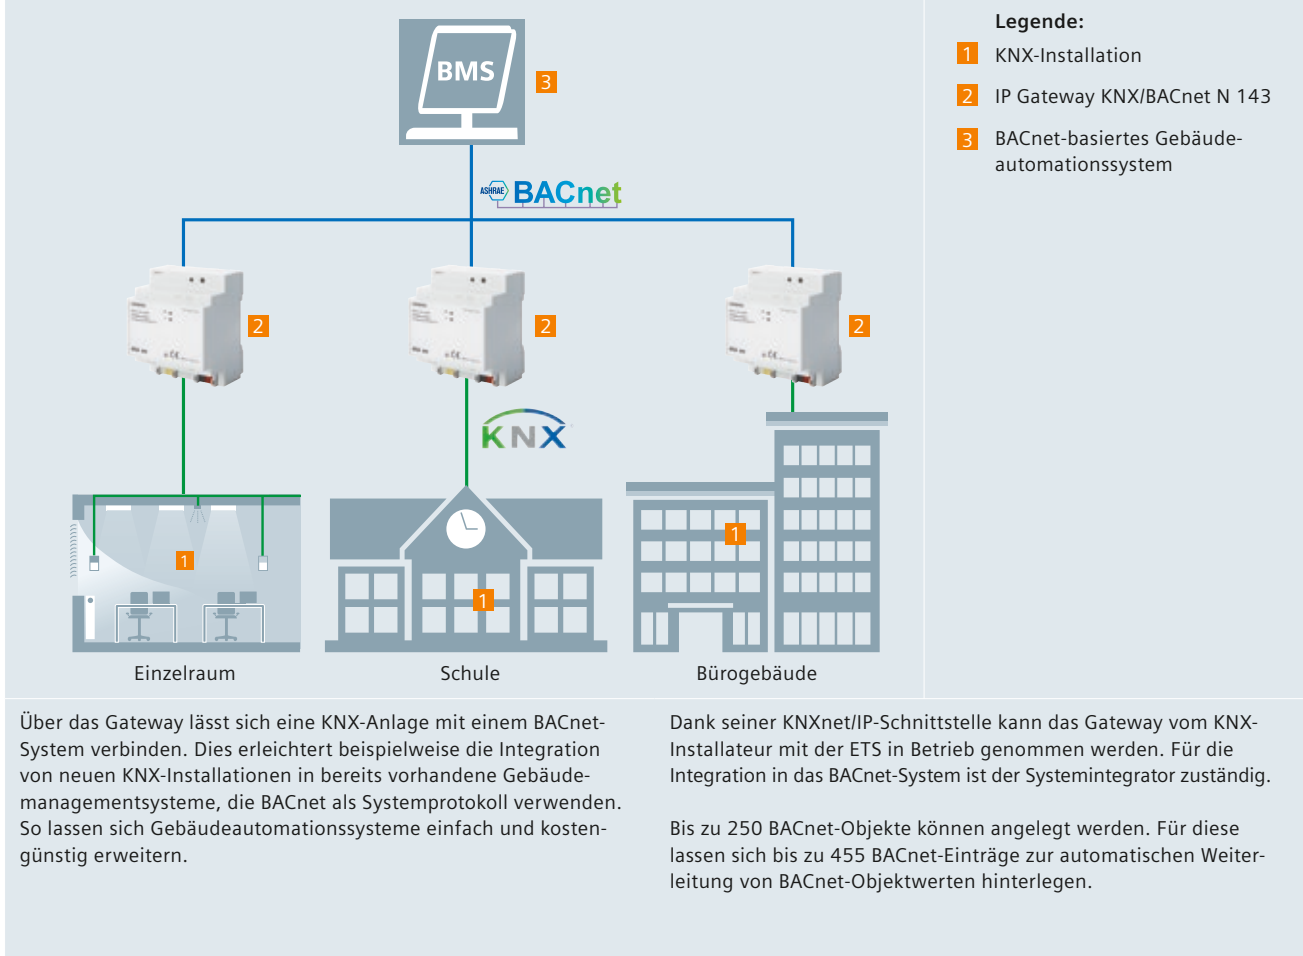 BMS
3
ASHRAE BACnet
2
2
2
KNX
1
1
1
Einzelraum
Schule
Bürogebäude
Legende:
1 KNX-Installation
2 IP Gateway KNX/BACnet N 143
3 BACnet-basiertes Gebäude-
automationssystem
Über das Gateway lässt sich eine KNX-Anlage mit einem BACnet-
System verbinden. Dies erleichtert beispielweise die Integration
von neuen KNX-Installationen in bereits vorhandene Gebäude-
managementsysteme, die BACnet als Systemprotokoll verwenden.
So lassen sich Gebäudeautomationssysteme einfach und kosten-
günstig erweitern.
Dank seiner KNXnet/IP-Schnittstelle kann das Gateway vom KNX-
Installateur mit der ETS in Betrieb genommen werden. Für die
Integration in das BACnet-System ist der Systemintegrator zuständig.
Bis zu 250 BACnet-Objekte können angelegt werden. Für diese
lassen sich bis zu 455 BACnet-Einträge zur automatischen Weiter-
leitung von BACnet-Objektwerten hinterlegen.